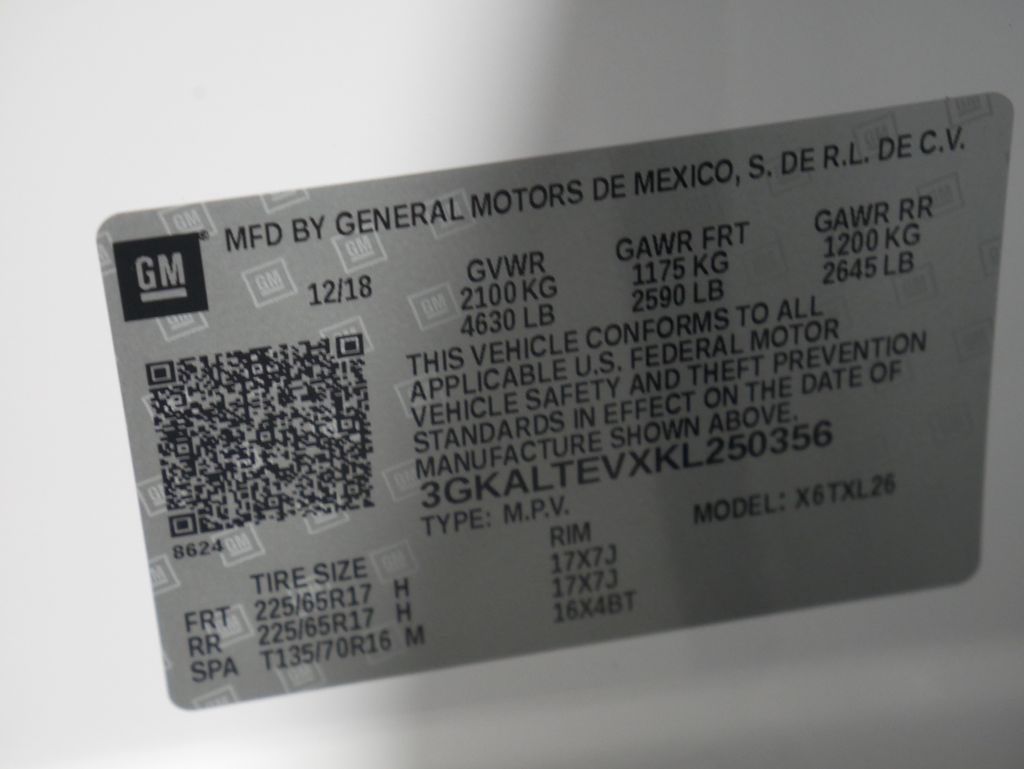 MFD BY GENERAL MOTORS DE MEXICO, S. DE R.L. DE C.V.
GM ®
12/18
GVWR GAWR FRT GAWR RR
2100 KG 1175 KG 1200 KG
4630 LB 2590 LB 2645 LB
THIS VEHICLE CONFORMS TO ALL
APPLICABLE U.S. FEDERAL MOTOR
VEHICLE SAFETY AND THEFT PREVENTION
STANDARDS IN EFFECT ON THE DATE OF
MANUFACTURE SHOWN ABOVE.
3GKALTEVXKL250356
TYPE: M.P.V. MODEL: X6TXL26
8624
TIRE SIZE RIM
FRT 225/65R17 H 17X7J
RR 225/65R17 H 17X7J
SPA T135/70R16 M 16X4BT